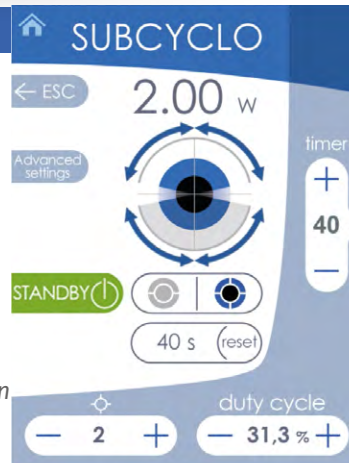 SUBCYCLO
← ESC
2.00 W
timer
Advanced
settings
+
40
−
STANDBY
40 s (reset
n
duty cycle
− 2 +
− 31,3 % +